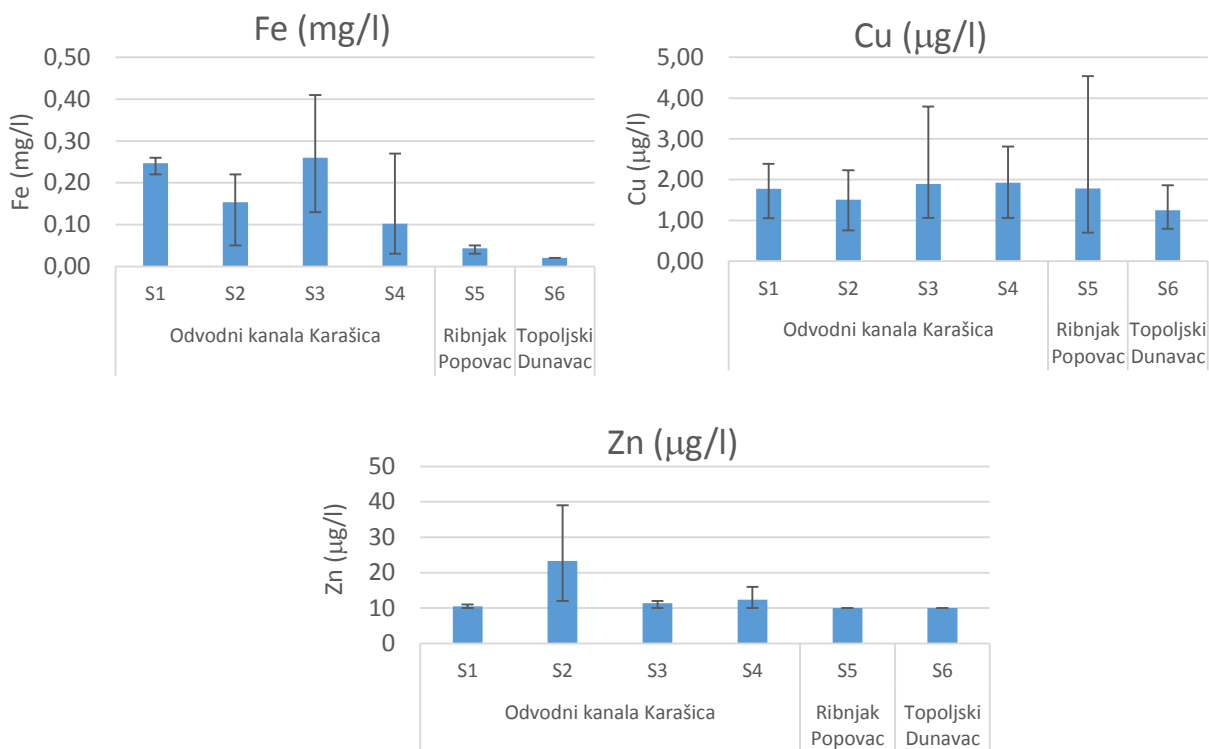 Fe (mg/l)
Fe (mg/l)
0,50
0,40
0,30
0,20
0,10
0,00
S1 S2 S3 S4 S5 S6
Odvodni kanala Karašica
Ribnjak
Popovac
Topoljski
Dunavac
Cu (µg/l)
Cu (µg/l)
5,00
4,00
3,00
2,00
1,00
0,00
S1 S2 S3 S4 S5 S6
Odvodni kanala Karašica
Ribnjak
Popovac
Topoljski
Dunavac
Zn (µg/l)
Zn (µg/l)
50
40
30
20
10
0
S1 S2 S3 S4 S5 S6
Odvodni kanala Karašica
Ribnjak
Popovac
Topoljski
Dunavac